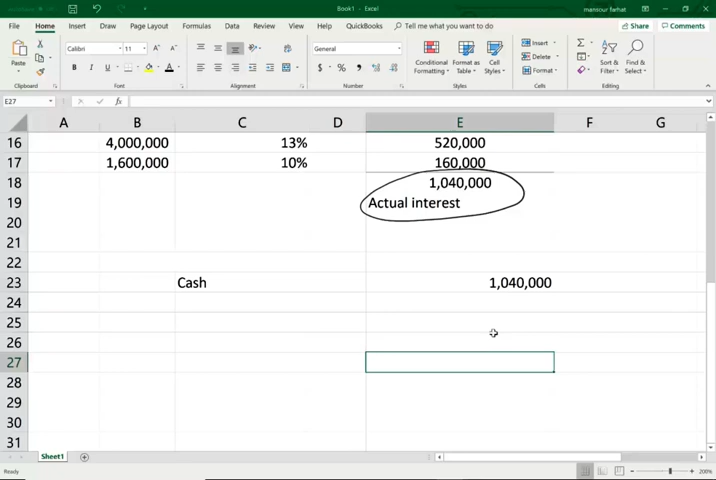 Book1 - Excel
mansour farhat
File Home Insert Draw Page Layout Formulas Data Review View Help QuickBooks Tell me what you want to do Share Comments
Paste
Calibri 11 A A
B I U A
General
$ % ,
Conditional Formatting
Format as Table
Cell Styles
Insert
Delete
Format
Sort & Filter
Find & Select
Clipboard Font Alignment Number Styles Cells Editing
E27 fx
A B C D E F G
16 4,000,000 13% 520,000
17 1,600,000 10% 160,000
18 1,040,000
19 Actual interest
20
21
22
23 Cash 1,040,000
24
25
26
27
28
29
30
31
Sheet1
Ready 200%